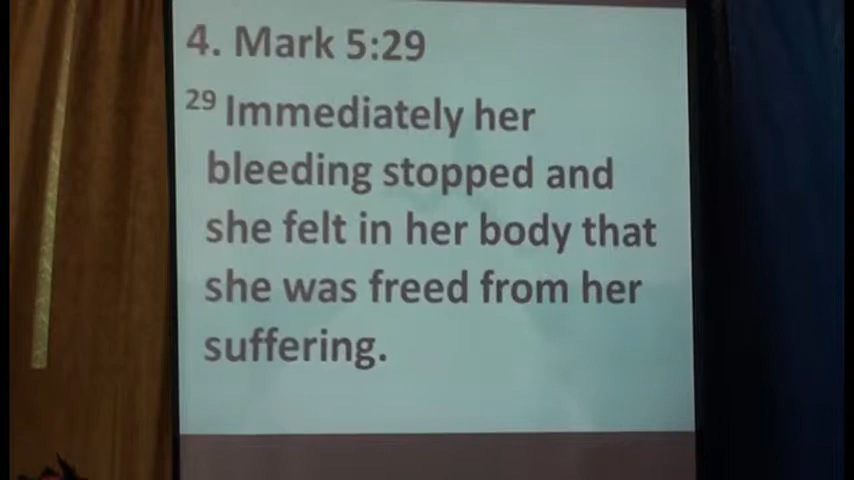 4. Mark 5:29
29 Immediately her
bleeding stopped and
she felt in her body that
she was freed from her
suffering.